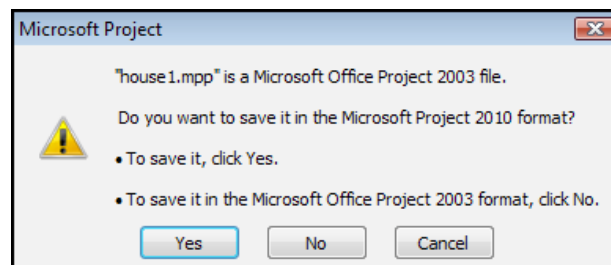 Microsoft Project
"house1.mpp" is a Microsoft Office Project 2003 file.
Do you want to save it in the Microsoft Project 2010 format?
• To save it, click Yes.
• To save it in the Microsoft Office Project 2003 format, click No.
Yes No Cancel